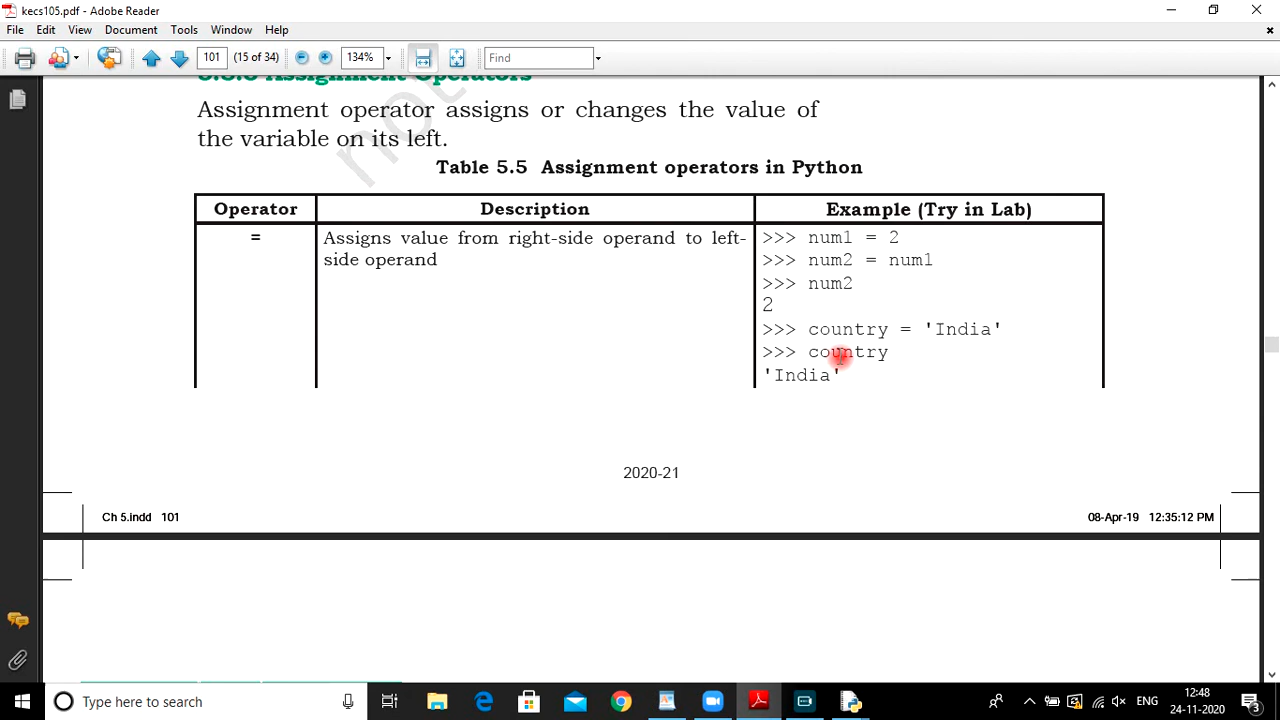 kecs105.pdf - Adobe Reader
File Edit View Document Tools Window Help
101 (15 of 34) 134% Find
Assignment Operators
Assignment operator assigns or changes the value of
the variable on its left.
not
Table 5.5 Assignment operators in Python
Operator Description Example (Try in Lab)
= Assigns value from right-side operand to left- >>> num1 = 2
side operand >>> num2 = num1
>>> num2
2
>>> country = 'India'
>>> country
'India'
2020-21
Ch 5.indd 101 08-Apr-19 12:35:12 PM
Type here to search ENG 12:48
24-11-2020 3